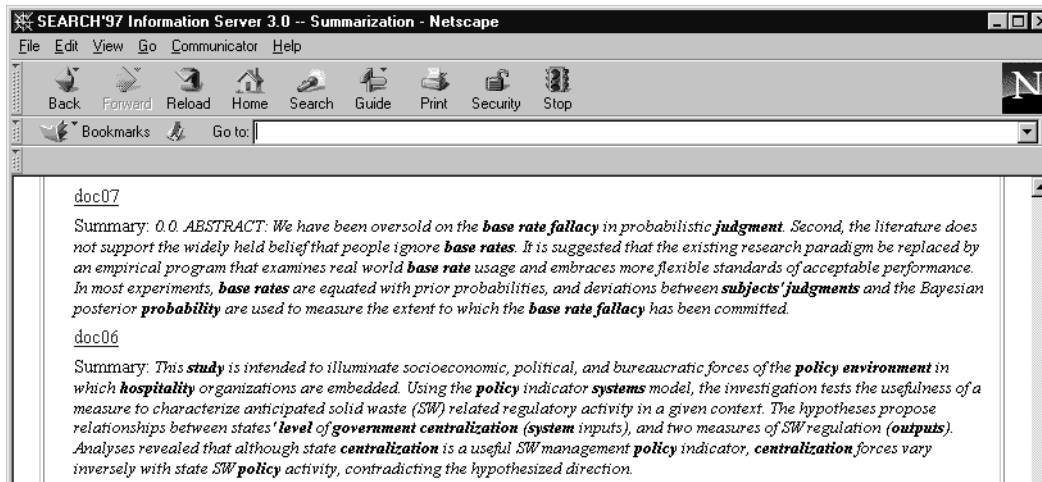 SEARCH'97 Information Server 3.0 -- Summarization - Netscape
File Edit View Go Communicator Help
Back Forward Reload Home Search Guide Print Security Stop
N
Bookmarks Go to:
doc07
Summary: 0.0. ABSTRACT: We have been oversold on the base rate fallacy in probabilistic judgment. Second, the literature does
not support the widely held belief that people ignore base rates. It is suggested that the existing research paradigm be replaced by
an empirical program that examines real world base rate usage and embraces more flexible standards of acceptable performance.
In most experiments, base rates are equated with prior probabilities, and deviations between subjects' judgments and the Bayesian
posterior probability are used to measure the extent to which the base rate fallacy has been committed.
doc06
Summary: This study is intended to illuminate socioeconomic, political, and bureaucratic forces of the policy environment in
which hospitality organizations are embedded. Using the policy indicator systems model, the investigation tests the usefulness of a
measure to characterize anticipated solid waste (SW) related regulatory activity in a given context. The hypotheses propose
relationships between states' level of government centralization (system inputs), and two measures of SW regulation (outputs).
Analyses revealed that although state centralization is a useful SW management policy indicator, centralization forces vary
inversely with state SW policy activity, contradicting the hypothesized direction.